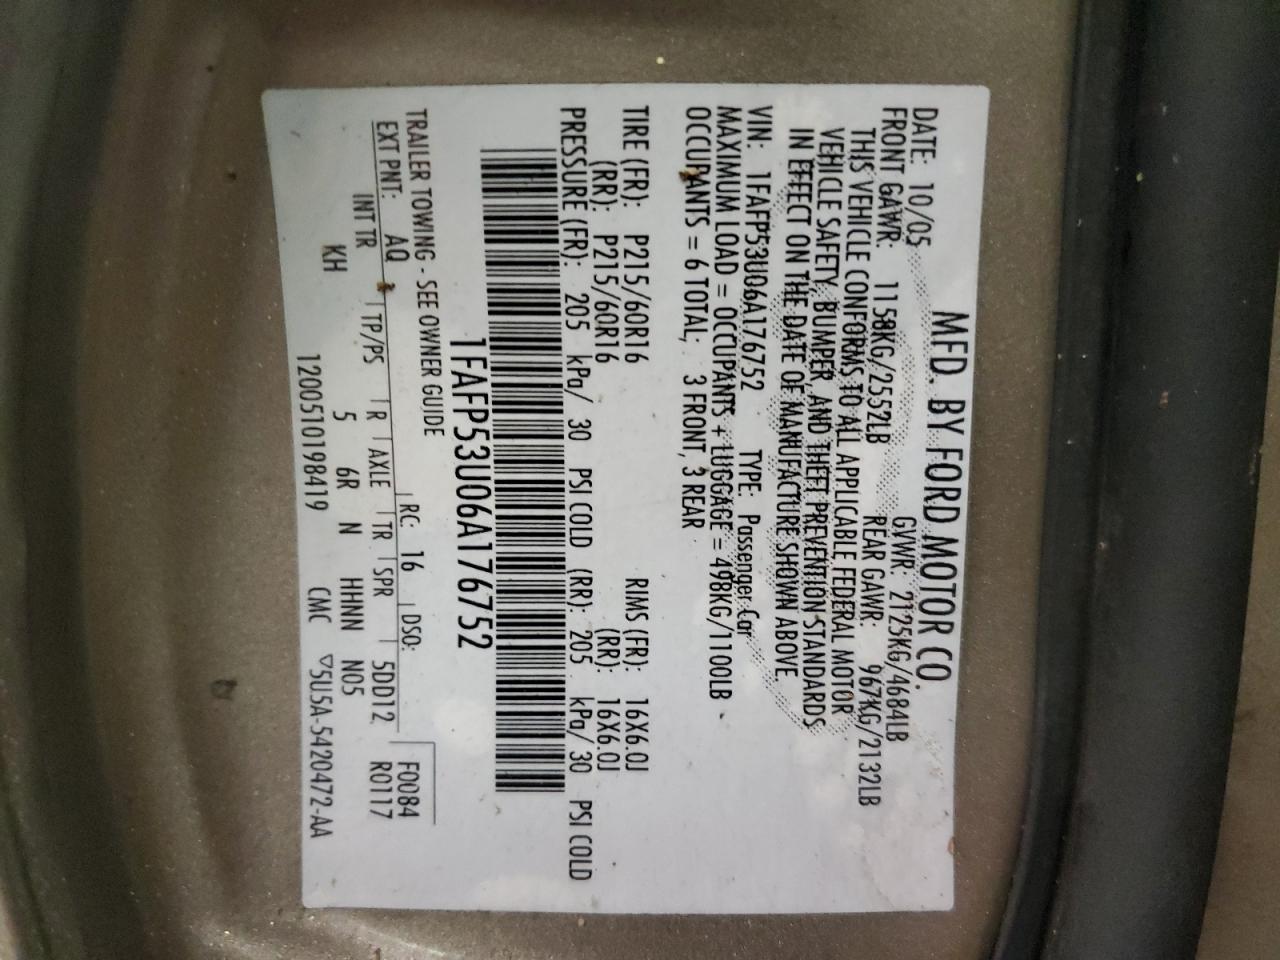 MFD. BY FORD MOTOR CO.
DATE: 10/05 GVWR: 2125KG/4684LB
FRONT GAWR: 1158KG/2552LB REAR GAWR: 967KG/2132LB
THIS VEHICLE CONFORMS TO ALL APPLICABLE FEDERAL MOTOR
VEHICLE SAFETY, BUMPER, AND THEFT PREVENTION STANDARDS
IN EFFECT ON THE DATE OF MANUFACTURE SHOWN ABOVE.
VIN: 1FAFP53U06A176752 TYPE: Passenger Car
MAXIMUM LOAD = OCCUPANTS + LUGGAGE = 498KG/1100LB
OCCUPANTS = 6 TOTAL; 3 FRONT, 3 REAR
TIRE (FR): P215/60R16 RIMS (FR): 16X6.0J
(RR): P215/60R16 (RR): 16X6.0J
PRESSURE (FR): 205 kPa/ 30 PSI COLD (RR): 205 kPa/ 30 PSI COLD
1FAFP53U06A176752
TRAILER TOWING - SEE OWNER GUIDE RC: 16 DSO: F0084
EXT PNT: AQ 5DD12 R0117
INT TR TP/PS R AXLE TR SPR
KH 5 6R N HHNN N05
1200510198419 CMC ▽5U5A-5420472-AA